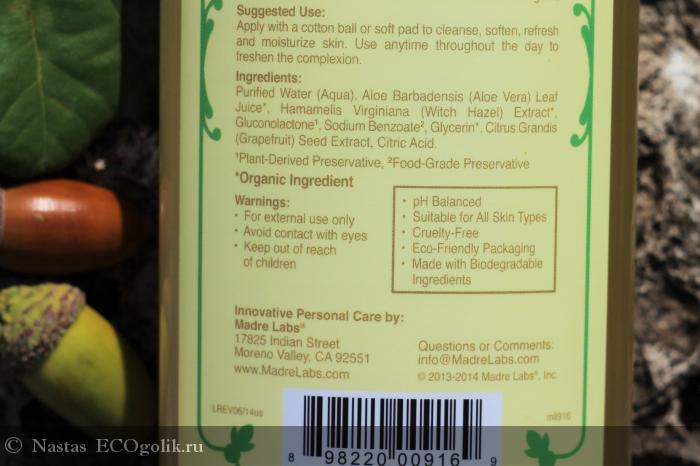 Suggested Use:
Apply with a cotton ball or soft pad to cleanse, soften, refresh
and moisturize skin. Use anytime throughout the day to
freshen the complexion.
Ingredients:
Purified Water (Aqua), Aloe Barbadensis (Aloe Vera) Leaf
Juice*, Hamamelis Virginiana (Witch Hazel) Extract*,
Gluconolactone¹, Sodium Benzoate², Glycerin*, Citrus Grandis
(Grapefruit) Seed Extract, Citric Acid.
¹Plant-Derived Preservative, ²Food-Grade Preservative
*Organic Ingredient
Warnings:
• For external use only
• Avoid contact with eyes
• Keep out of reach
of children
• pH Balanced
• Suitable for All Skin Types
• Cruelty-Free
• Eco-Friendly Packaging
• Made with Biodegradable
Ingredients
Innovative Personal Care by:
Madre Labs®
17825 Indian Street
Moreno Valley, CA 92551
www.MadreLabs.com
Questions or Comments:
info@MadreLabs.com
© 2013-2014 Madre Labs®, Inc.
LREV06/14us
mli916
8 98220 00916 9
© Nastas ECOgolik.ru